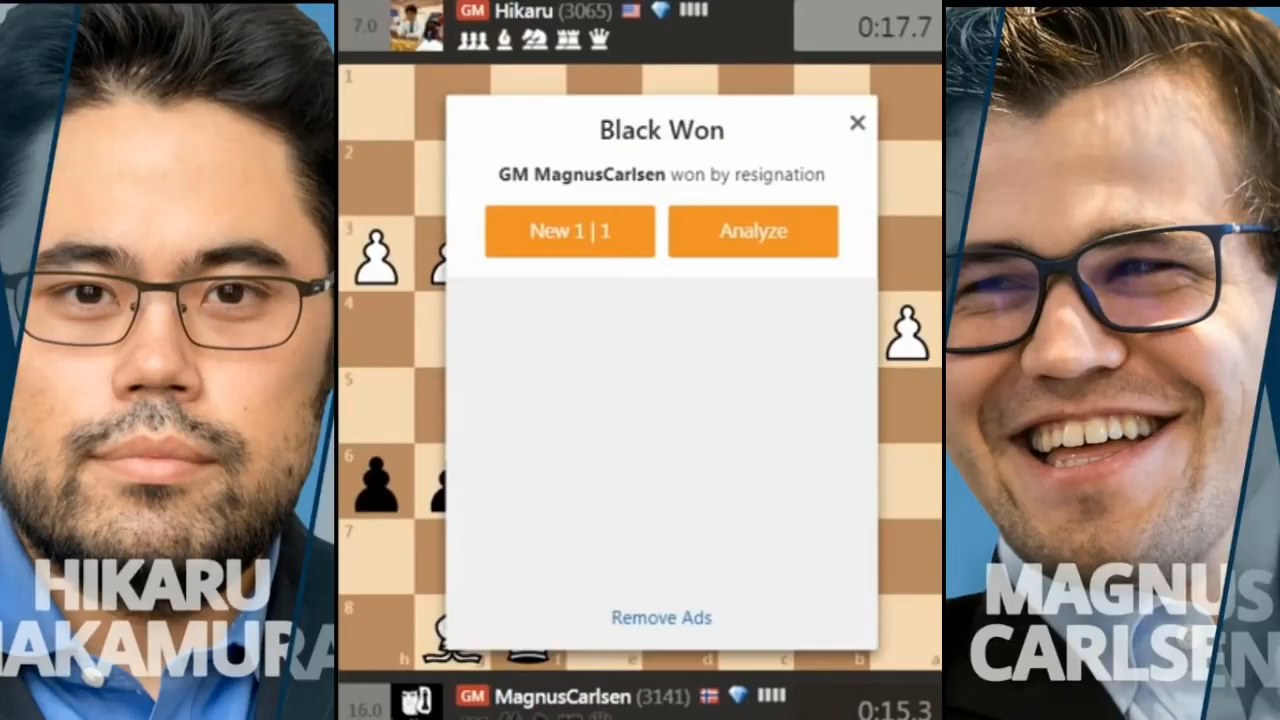 7.0 GM Hikaru (3065) 0:17.7
1
2
3
4
5
6
7
8
Black Won
×
GM MagnusCarlsen won by resignation
New 1 | 1 Analyze
Remove Ads
h g f e d c b a
HIKARU
NAKAMURA
MAGNUS
CARLSEN
16.0 GM MagnusCarlsen (3141) 0:15.3